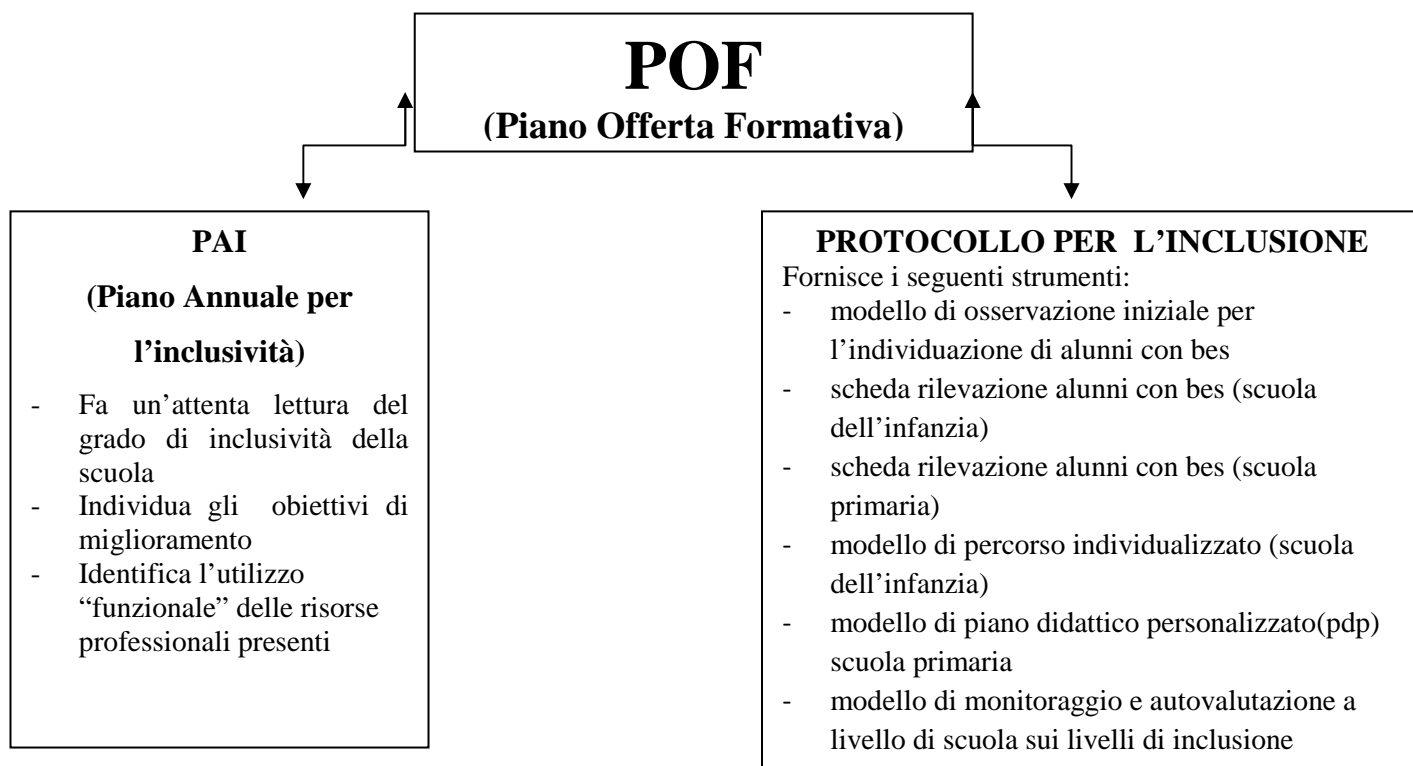 POF
(Piano Offerta Formativa)
PAI
(Piano Annuale per
l’inclusività)
- Fa un’attenta lettura del
grado di inclusività della
scuola
- Individua gli obiettivi di
miglioramento
- Identifica l’utilizzo
“funzionale” delle risorse
professionali presenti
PROTOCOLLO PER L’INCLUSIONE
Fornisce i seguenti strumenti:
- modello di osservazione iniziale per
l’individuazione di alunni con bes
- scheda rilevazione alunni con bes (scuola
dell’infanzia)
- scheda rilevazione alunni con bes (scuola
primaria)
- modello di percorso individualizzato (scuola
dell’infanzia)
- modello di piano didattico personalizzato(pdp)
scuola primaria
- modello di monitoraggio e autovalutazione a
livello di scuola sui livelli di inclusione